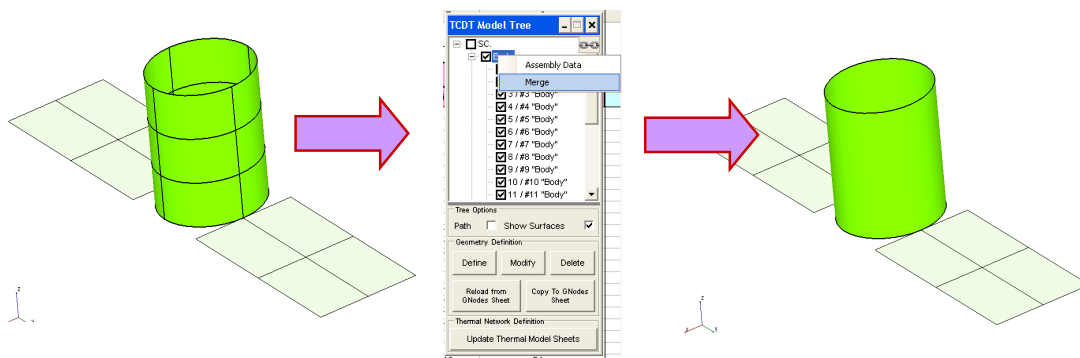 TCDT Model Tree
SC.
Assembly Data
Merge
3 / #3 "Body"
4 / #4 "Body"
5 / #5 "Body"
6 / #6 "Body"
7 / #7 "Body"
8 / #8 "Body"
9 / #9 "Body"
10 / #10 "Body"
11 / #11 "Body"
Tree Options
Path
Show Surfaces
Geometry Definition
Define
Modify
Delete
Reload from
GNodes Sheet
Copy To GNodes
Sheet
Thermal Network Definition
Update Thermal Model Sheets
z
z
Y